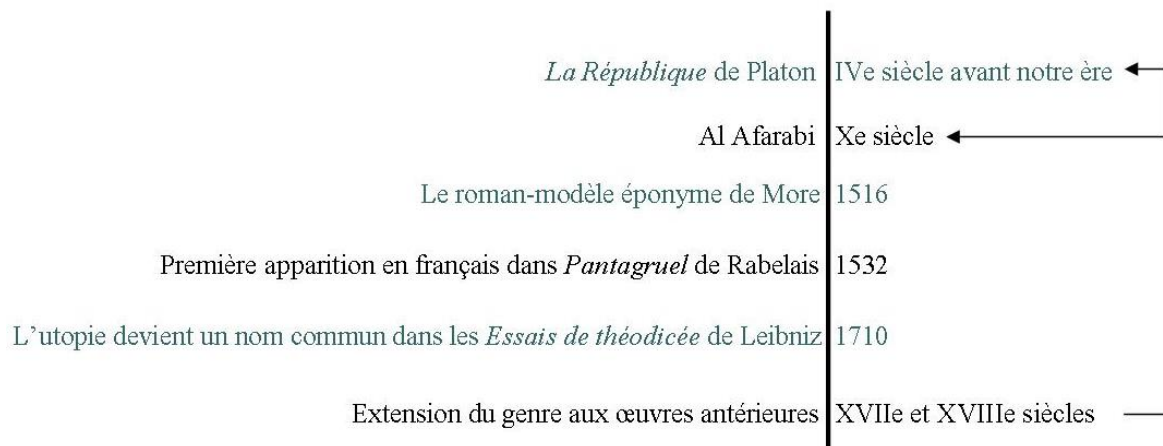 La République de Platon IVe siècle avant notre ère
Al Afarabi Xe siècle
Le roman-modèle éponyme de More 1516
Première apparition en français dans Pantagruel de Rabelais 1532
L’utopie devient un nom commun dans les Essais de théodicée de Leibniz 1710
Extension du genre aux œuvres antérieures XVIIe et XVIIIe siècles